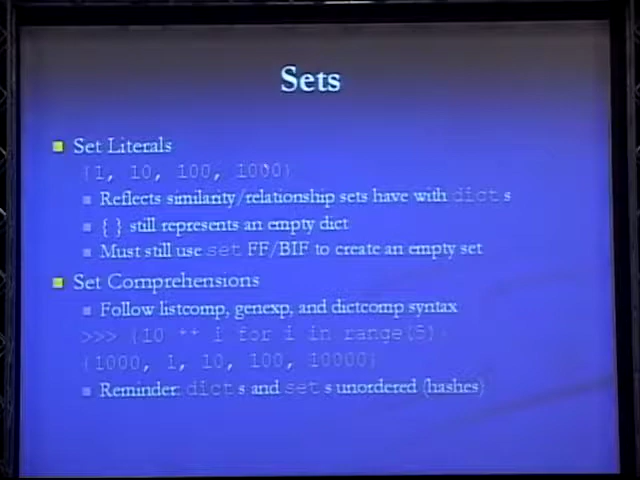 Sets
Set Literals
{1, 10, 100, 1000}
Reflects similarity/relationship sets have with dicts
{ } still represents an empty dict
Must still use set FF/BIF to create an empty set
Set Comprehensions
Follow listcomp, genexp, and dictcomp syntax
>>> {10 ** i for i in range(5)}
{1000, 1, 10, 100, 10000}
Reminder: dicts and sets unordered (hashes)